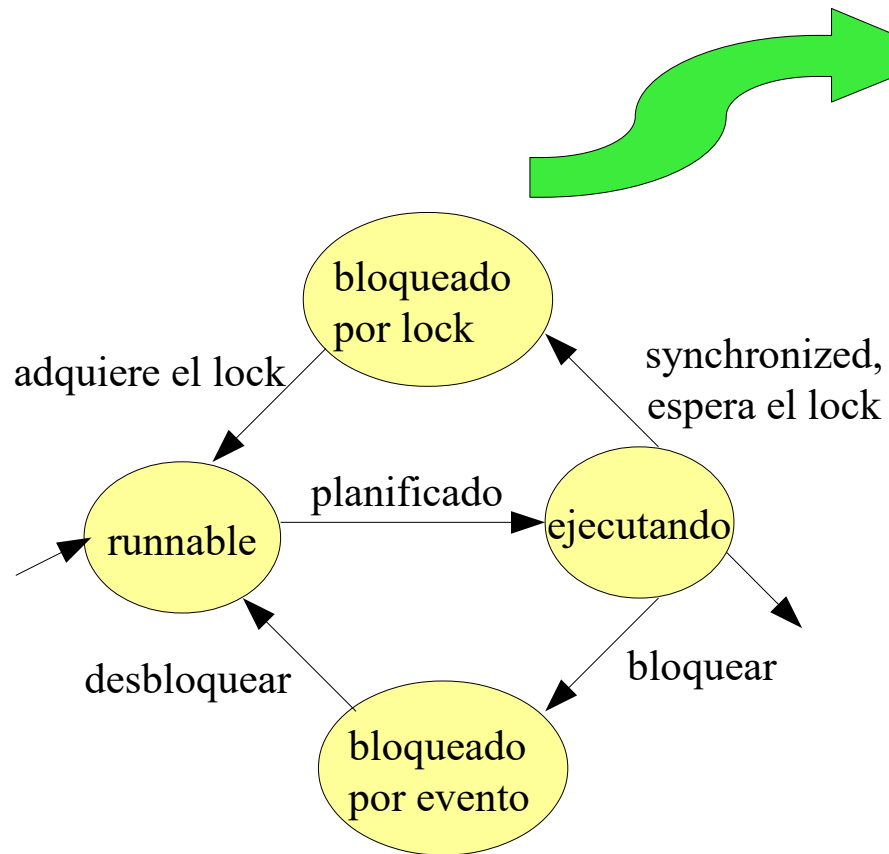 bloqueado
por lock
synchronized,
espera el lock
adquiere el lock
planificado
runnable
ejecutando
desbloquear
bloquear
bloqueado
por evento